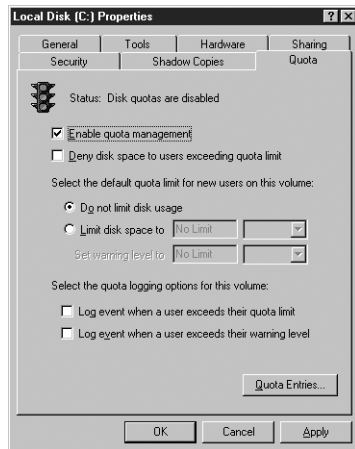 Local Disk (C:) Properties
General Tools Hardware Sharing
Security Shadow Copies Quota
Status: Disk quotas are disabled
Enable quota management
Deny disk space to users exceeding quota limit
Select the default quota limit for new users on this volume:
Do not limit disk usage
Limit disk space to No Limit
Set warning level to No Limit
Select the quota logging options for this volume:
Log event when a user exceeds their quota limit
Log event when a user exceeds their warning level
Quota Entries...
OK Cancel Apply